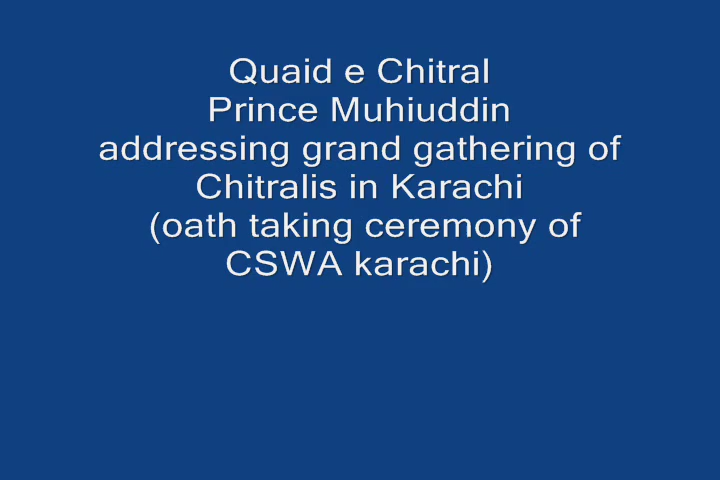 Quaid e Chitral
Prince Muhiuddin
addressing grand gathering of
Chitralis in Karachi
(oath taking ceremony of
CSWA karachi)